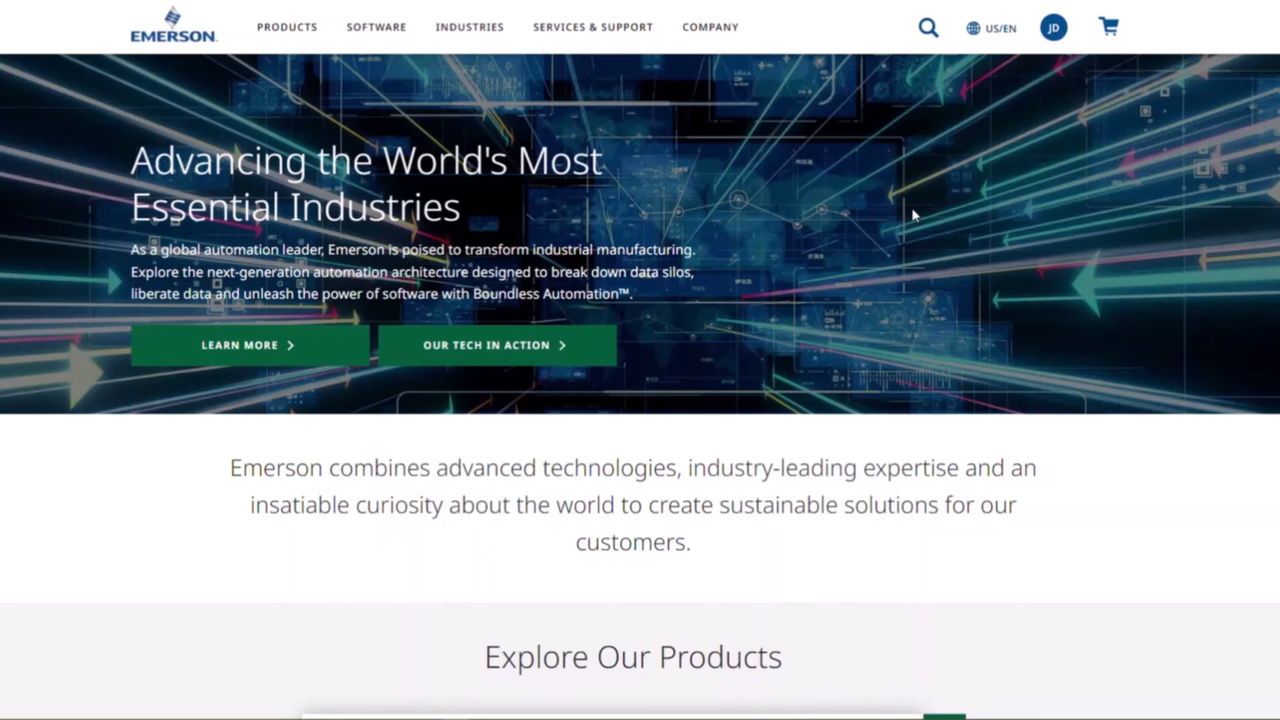 EMERSON
PRODUCTS
SOFTWARE
INDUSTRIES
SERVICES & SUPPORT
COMPANY
US/EN
JD
Advancing the World's Most
Essential Industries
As a global automation leader, Emerson is poised to transform industrial manufacturing.
Explore the next-generation automation architecture designed to break down data silos,
liberate data and unleash the power of software with Boundless Automation™.
LEARN MORE
OUR TECH IN ACTION
Emerson combines advanced technologies, industry-leading expertise and an
insatiable curiosity about the world to create sustainable solutions for our
customers.
Explore Our Products